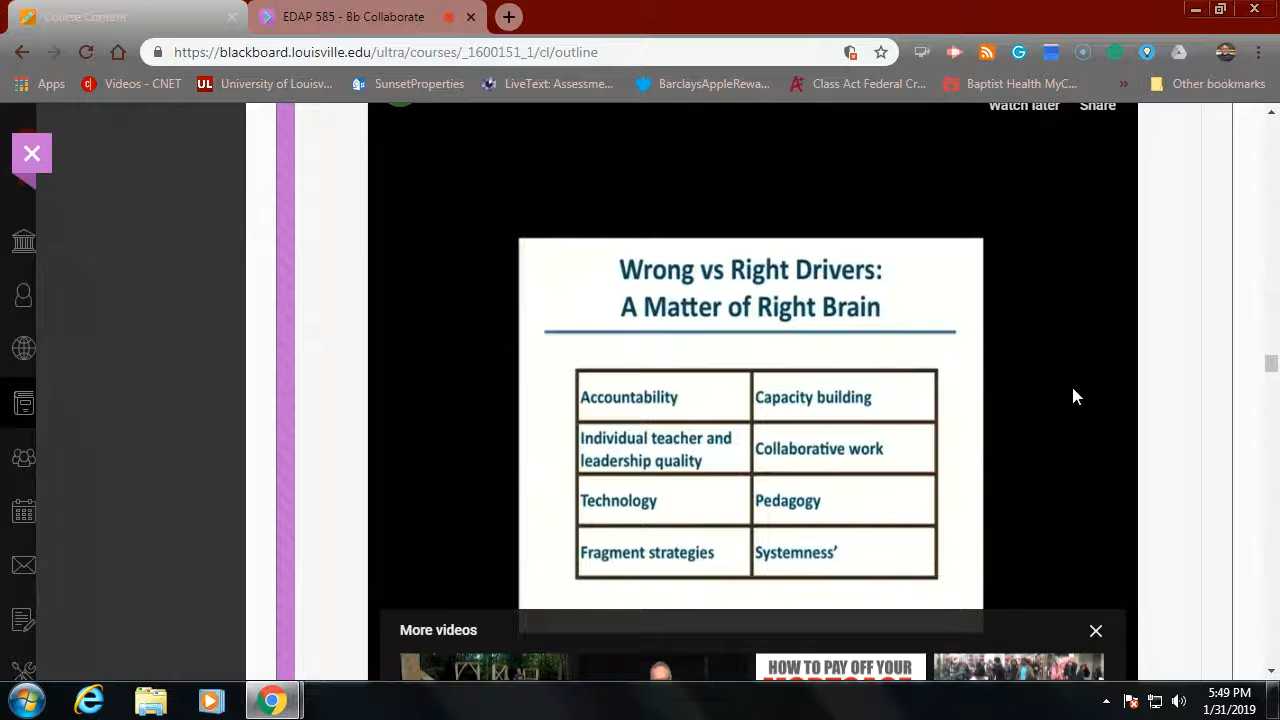 Course Content
EDAP 585 - 8b Collaborate
https://blackboard.louisville.edu/ultra/courses/_1600151_1/cl/outline
Apps Videos - CNET University of Louisv... SunsetProperties LiveText: Assessme... BarclaysAppleRewa... Class Act Federal Cr... Baptist Health MyC... » Other bookmarks
Watch later Share
Wrong vs Right Drivers:
A Matter of Right Brain
Accountability Capacity building
Individual teacher and
leadership quality
Collaborative work
Technology Pedagogy
Fragment strategies Systemness’
More videos
HOW TO PAY OFF YOUR
MORTGAGE
5:49 PM
1/31/2019